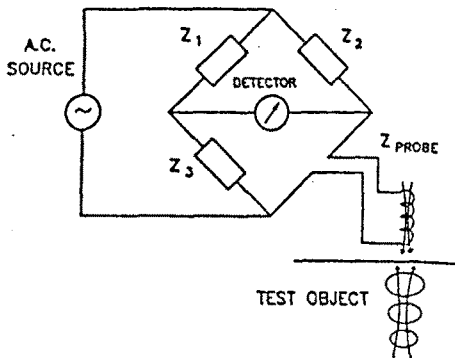 A.C.
SOURCE
Z1
Z2
DETECTOR
~
Z3
Z PROBE
TEST OBJECT